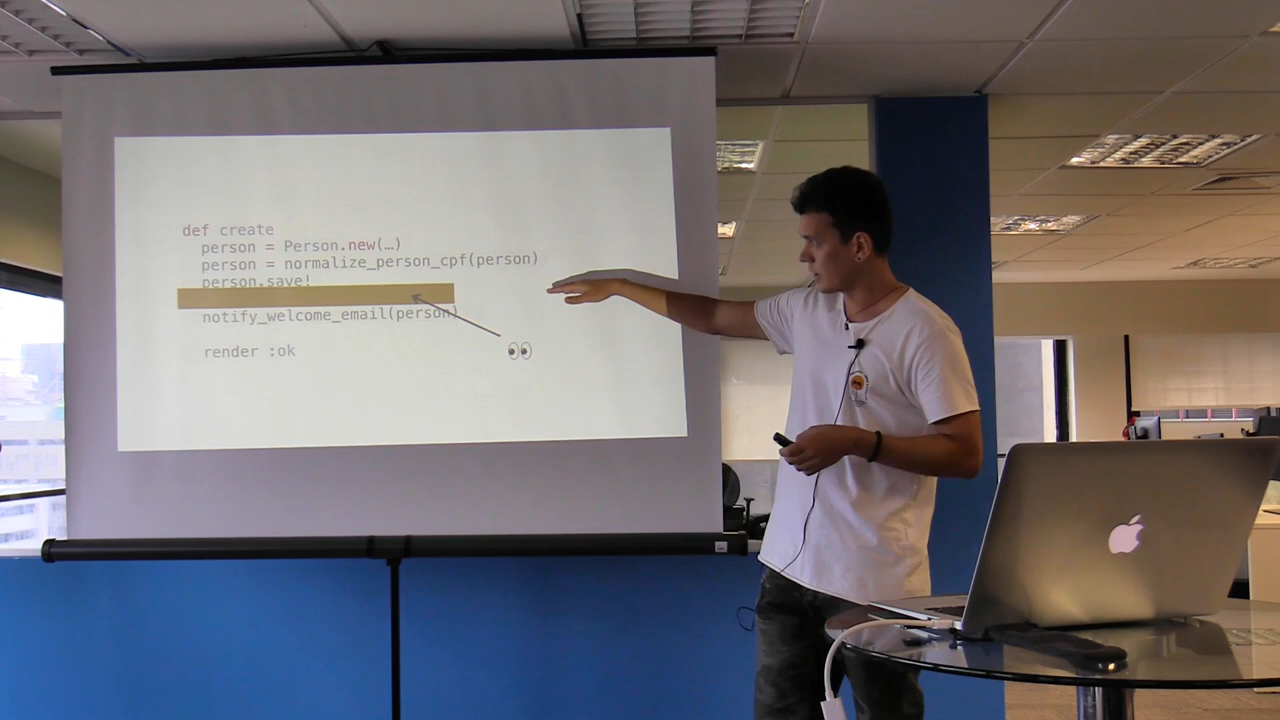 def create
person = Person.new(…)
person = normalize_person_cpf(person)
person.save!
notify_welcome_email(person)
render :ok